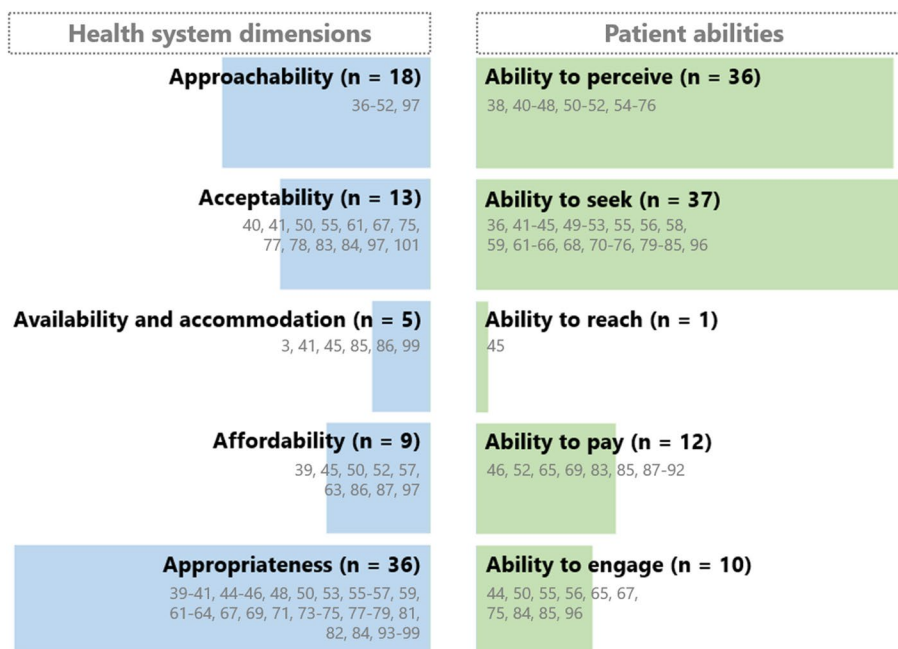 Health system dimensions
Patient abilities
Approachability (n = 18)
36-52, 97
Ability to perceive (n = 36)
38, 40-48, 50-52, 54-76
Acceptability (n = 13)
40, 41, 50, 55, 61, 67, 75,
77, 78, 83, 84, 97, 101
Ability to seek (n = 37)
36, 41-45, 49-53, 55, 56, 58,
59, 61-66, 68, 70-76, 79-85, 96
Availability and accommodation (n = 5)
3, 41, 45, 85, 86, 99
Ability to reach (n = 1)
45
Affordability (n = 9)
39, 45, 50, 52, 57,
63, 86, 87, 97
Ability to pay (n = 12)
46, 52, 65, 69, 83, 85, 87-92
Appropriateness (n = 36)
39-41, 44-46, 48, 50, 53, 55-57, 59,
61-64, 67, 69, 71, 73-75, 77-79, 81,
82, 84, 93-99
Ability to engage (n = 10)
44, 50, 55, 56, 65, 67,
75, 84, 85, 96